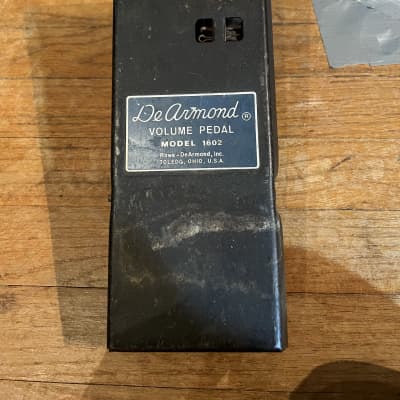 DeArmond ®
VOLUME PEDAL
MODEL 1602
Rowe-DeArmond, Inc.
TOLEDO, OHIO, U.S.A.